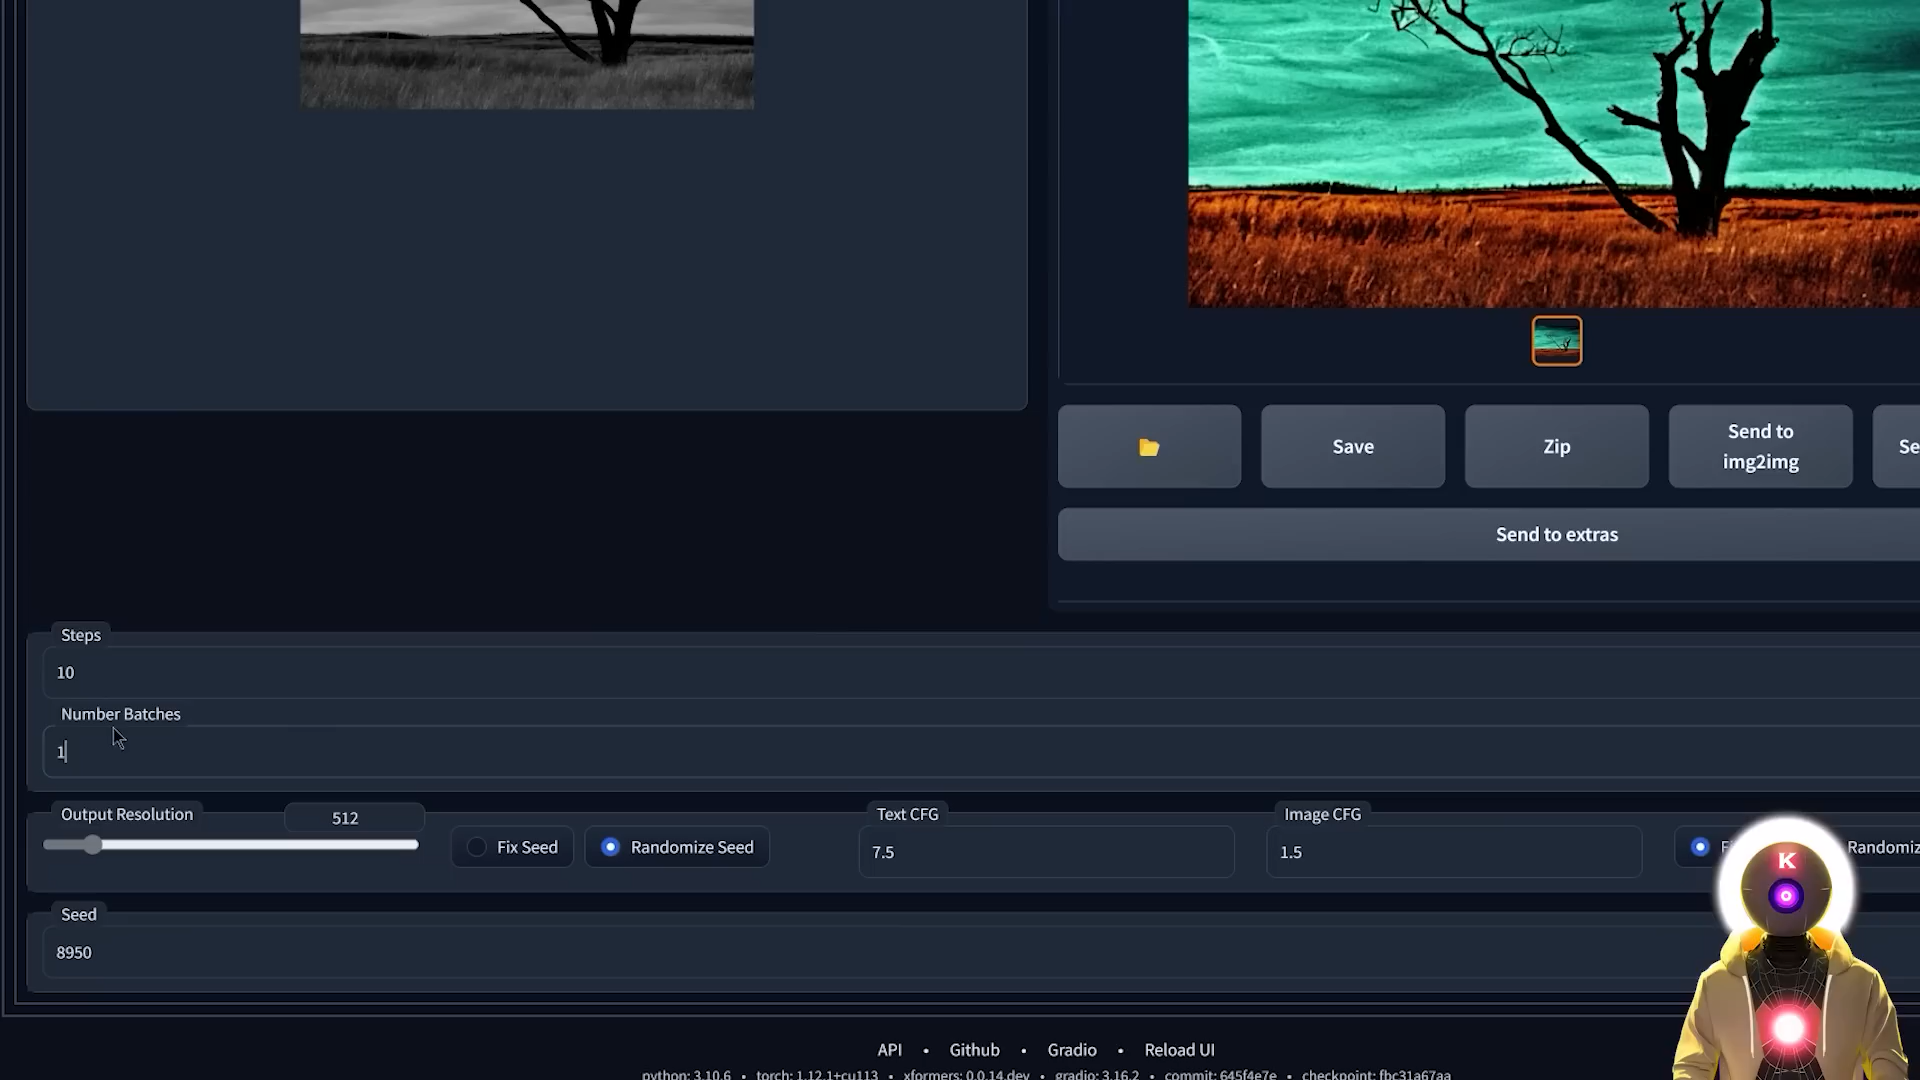 Save
Zip
Send to
img2img
Send to extras
Steps
10
Number Batches
1
Output Resolution
512
Fix Seed
Randomize Seed
Text CFG
7.5
Image CFG
1.5
K
Seed
8950
API • Github • Gradio • Reload UI
python: 3.10.6 • torch: 1.12.1+cu113 • xformers: 0.0.14.dev • gradio: 3.16.2 • commit: 645f4e7e • checkpoint: fbc31a67aa